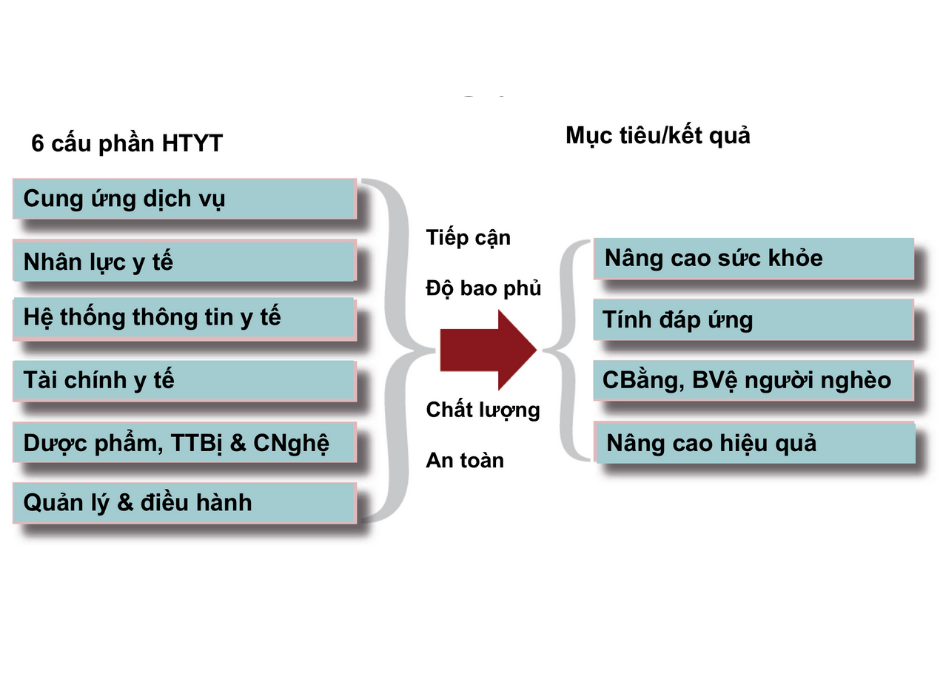 6 cấu phần HTYT
Cung ứng dịch vụ
Nhân lực y tế
Hệ thống thông tin y tế
Tài chính y tế
Dược phẩm, TTBị & CNghệ
Quản lý & điều hành
Tiếp cận
Độ bao phủ
Chất lượng
An toàn
Mục tiêu/kết quả
Nâng cao sức khỏe
Tính đáp ứng
CBằng, BVệ người nghèo
Nâng cao hiệu quả